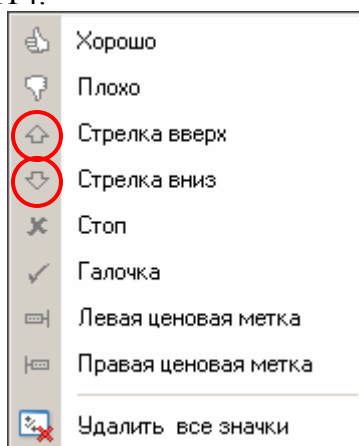 Хорошо
Плохо
Стрелка вверх
Стрелка вниз
Стоп
Галочка
Левая ценовая метка
Правая ценовая метка
Удалить все значки